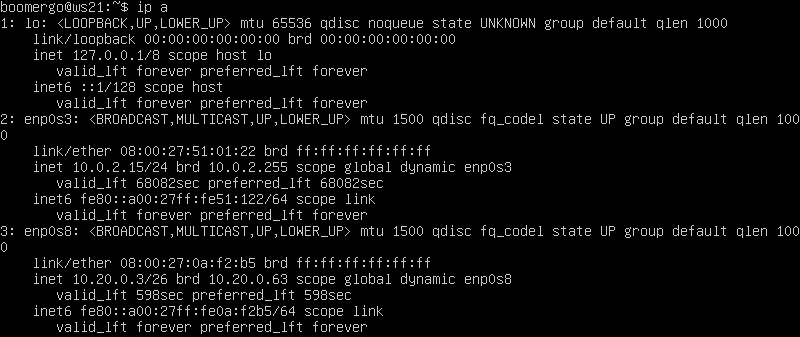 boomergo@ws21:~$ ip a
1: lo: <LOOPBACK,UP,LOWER_UP> mtu 65536 qdisc noqueue state UNKNOWN group default qlen 1000
    link/loopback 00:00:00:00:00:00 brd 00:00:00:00:00:00
    inet 127.0.0.1/8 scope host lo
       valid_lft forever preferred_lft forever
    inet6 ::1/128 scope host
       valid_lft forever preferred_lft forever
2: enp0s3: <BROADCAST,MULTICAST,UP,LOWER_UP> mtu 1500 qdisc fq_codel state UP group default qlen 100
0
    link/ether 08:00:27:51:01:22 brd ff:ff:ff:ff:ff:ff
    inet 10.0.2.15/24 brd 10.0.2.255 scope global dynamic enp0s3
       valid_lft 68082sec preferred_lft 68082sec
    inet6 fe80::a00:27ff:fe51:122/64 scope link
       valid_lft forever preferred_lft forever
3: enp0s8: <BROADCAST,MULTICAST,UP,LOWER_UP> mtu 1500 qdisc fq_codel state UP group default qlen 100
0
    link/ether 08:00:27:0a:f2:b5 brd ff:ff:ff:ff:ff:ff
    inet 10.20.0.3/26 brd 10.20.0.63 scope global dynamic enp0s8
       valid_lft 598sec preferred_lft 598sec
    inet6 fe80::a00:27ff:fe0a:f2b5/64 scope link
       valid_lft forever preferred_lft forever